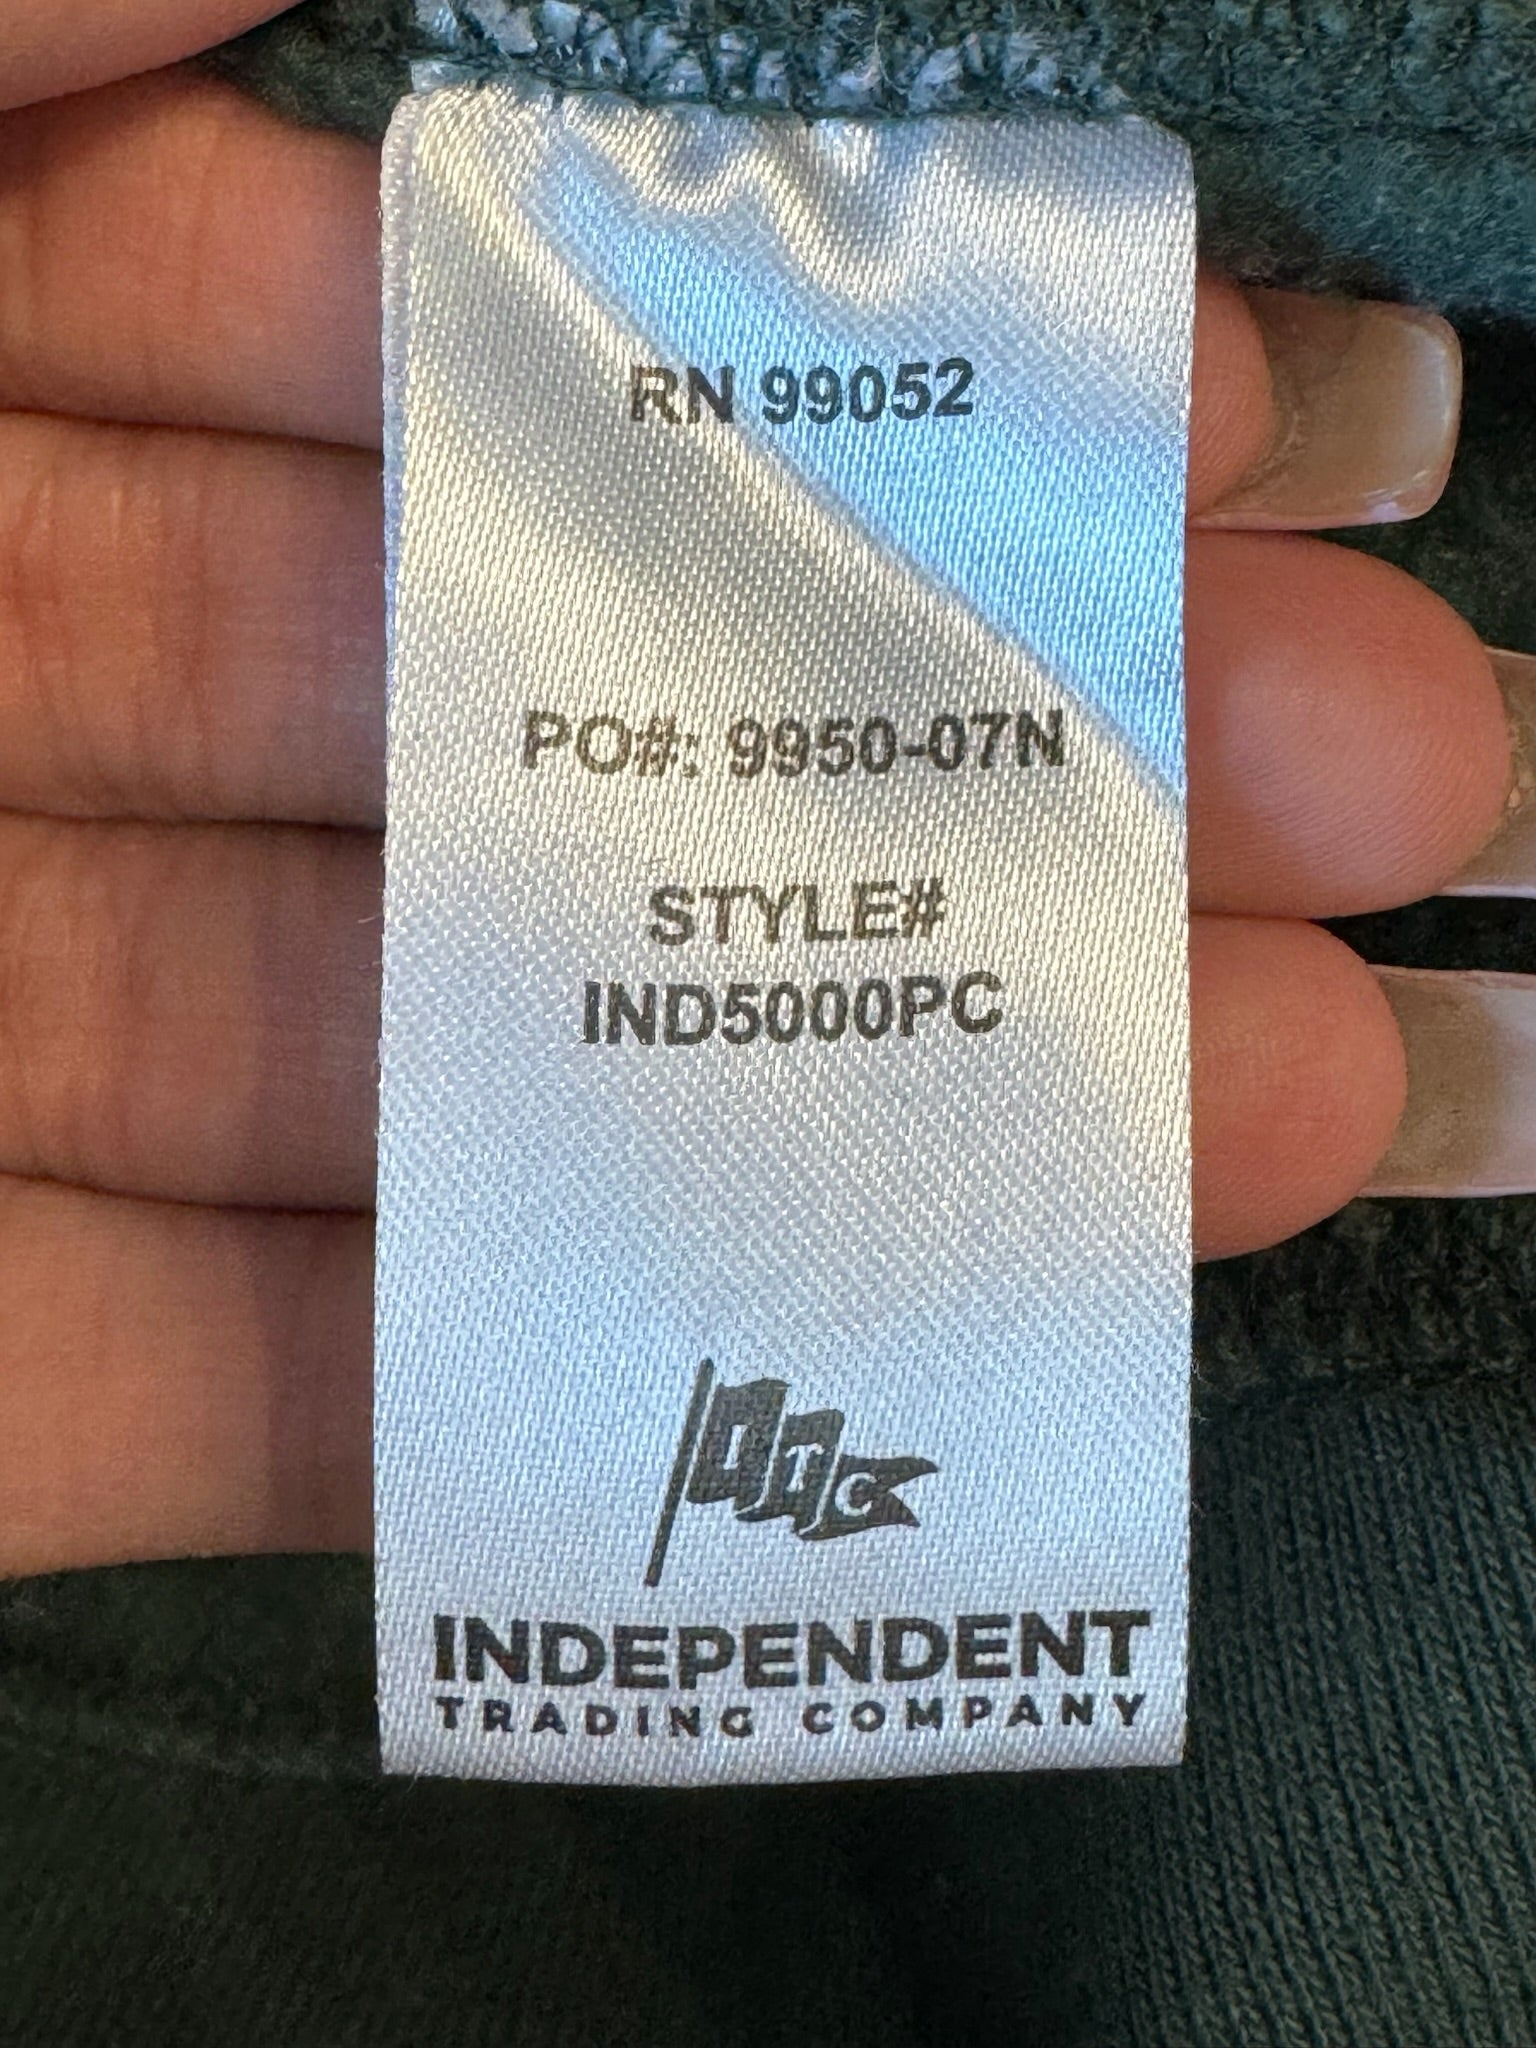 RN 99052
PO#: 9950-07N
STYLE#
IND5000PC
ITC
INDEPENDENT
TRADING COMPANY